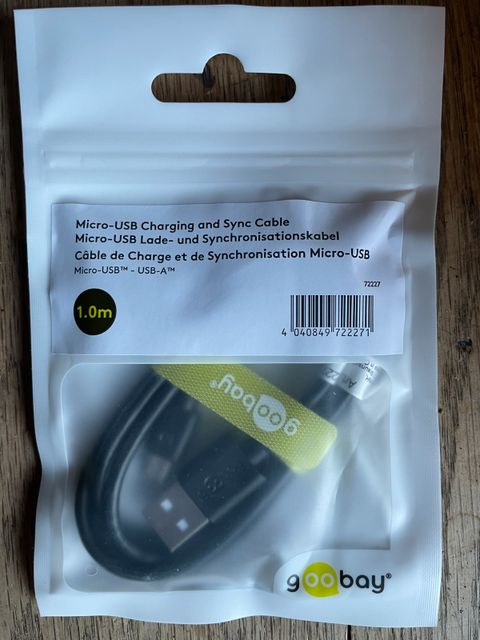 Micro-USB Charging and Sync Cable
Micro-USB Lade- und Synchronisationskabel
Câble de Charge et de Synchronisation Micro-USB
Micro-USB™ - USB-A™
72227
1.0m
4 040849 722271
goobay®
goobay®